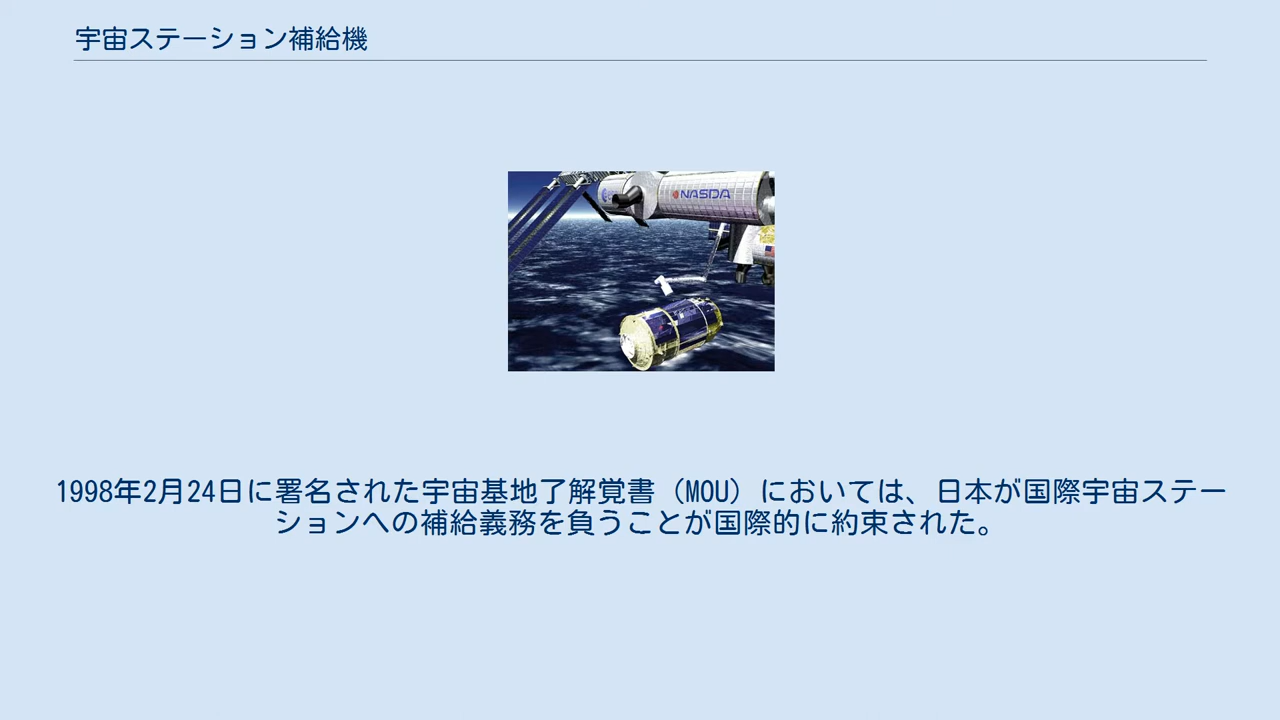 宇宙ステーション補給機
NASDA
1998年2月24日に署名された宇宙基地了解覚書（MOU）においては、日本が国際宇宙ステー
ションへの補給義務を負うことが国際的に約束された。